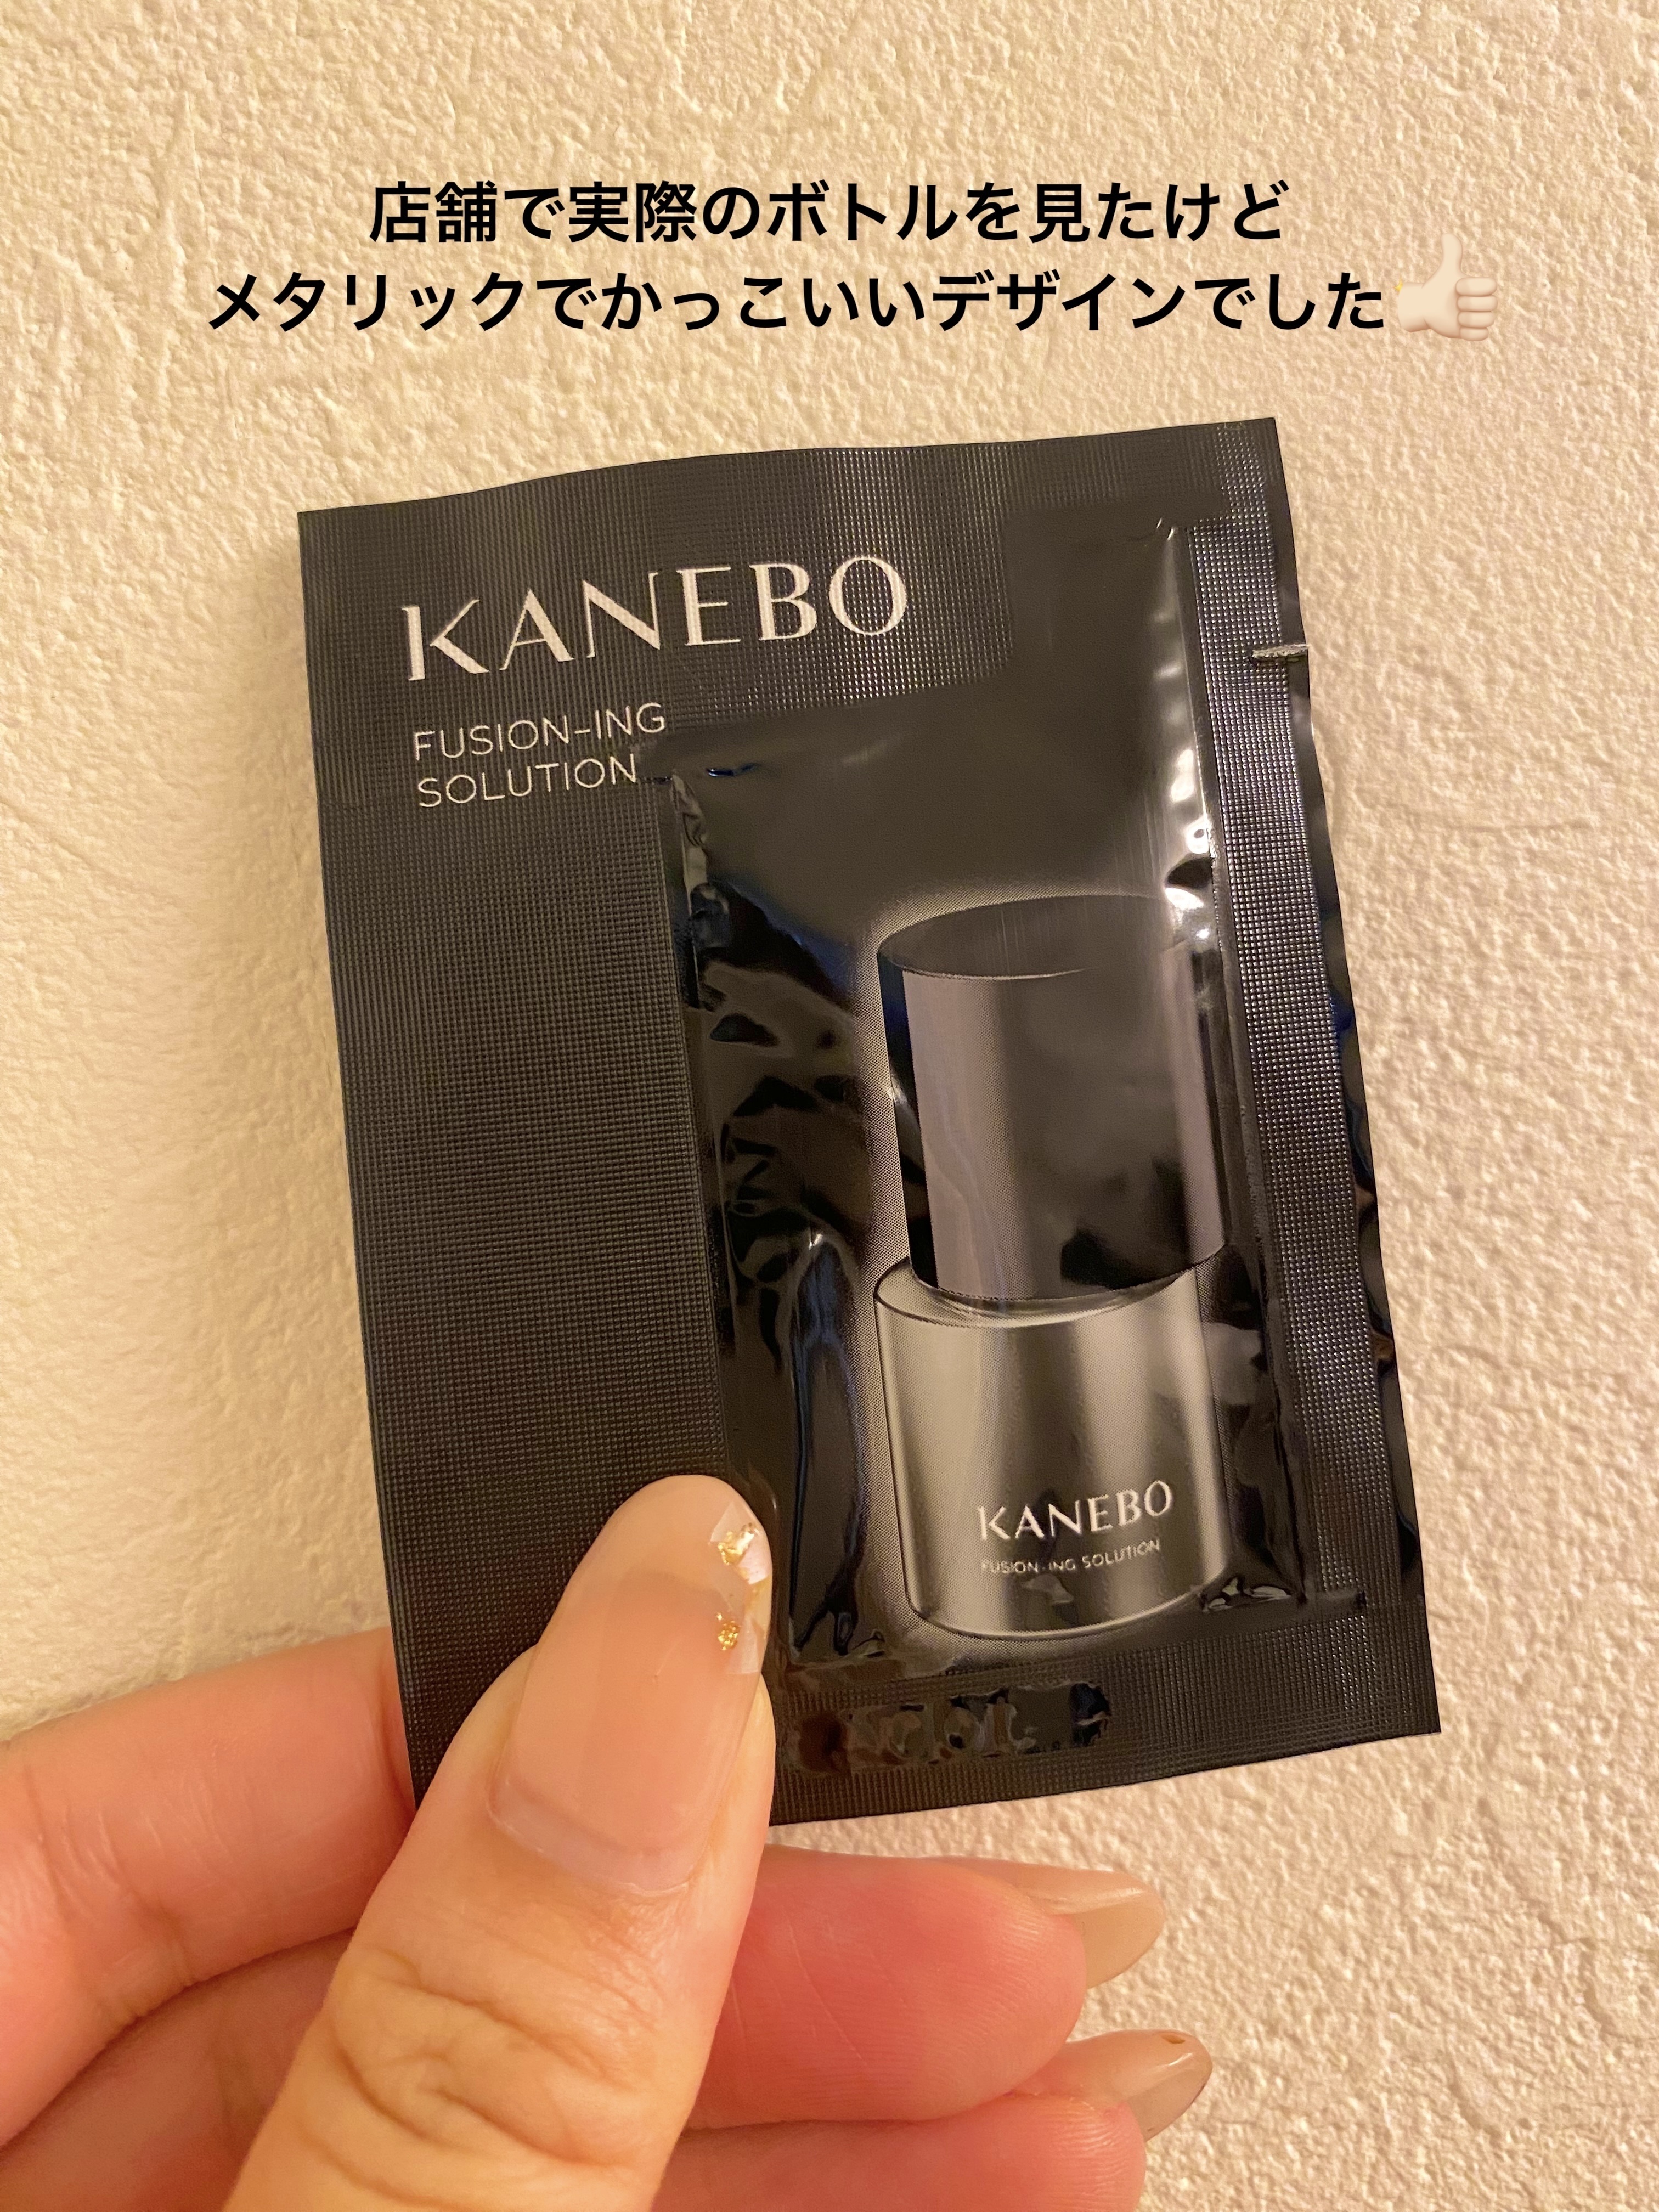 店舗で実際のボトルを見たけど
メタリックでかっこいいデザインでした👍🏻
KANEBO
FUSION-ING
SOLUTION
KANEBO
FUSION-ING SOLUTION